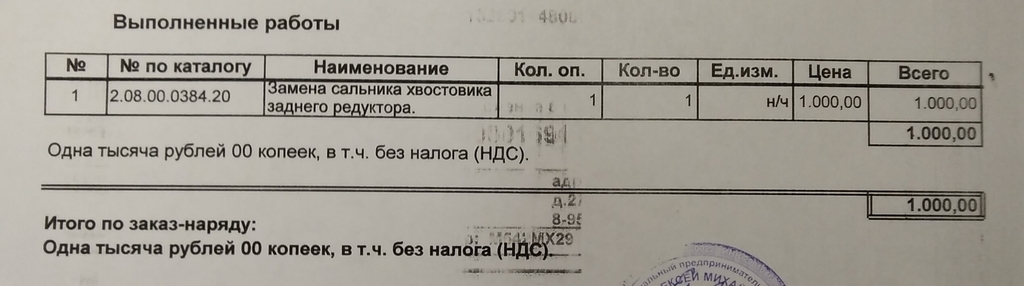 Выполненные работы
№ № по каталогу Наименование Кол. оп. Кол-во Ед.изм. Цена Всего
1 2.08.00.0384.20 Замена сальника хвостовика заднего редуктора. 1 1 н/ч 1.000,00 1.000,00
1.000,00
Одна тысяча рублей 00 копеек, в т.ч. без налога (НДС).
1.000,00
Итого по заказ-наряду:
Одна тысяча рублей 00 копеек, в т.ч. без налога (НДС).